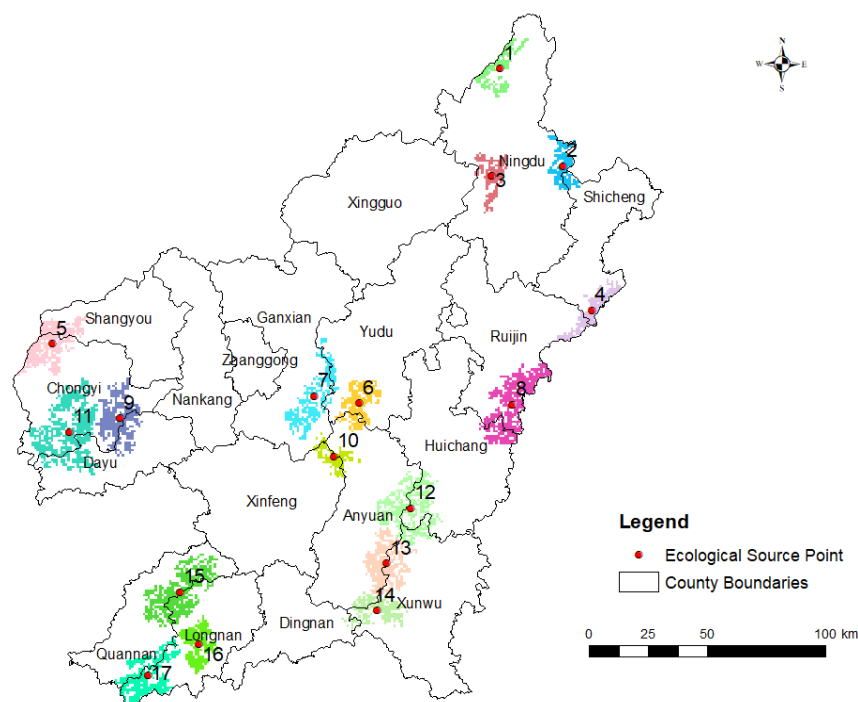 1
N
W E
S
2
Ningdu
3
Shicheng
Xingguo
4
5
Shangyou
Ganxian
Yudu
Ruijin
Zhanggong
Chongyi
7
6
8
Nankang
9
11
10
Huichang
Dayu
Xinfeng
12
Anyuan
Legend
13
Ecological Source Point
15
14
Xunwu
County Boundaries
Dingnan
Longnan
Quannan
16
17
0 25 50 100 km